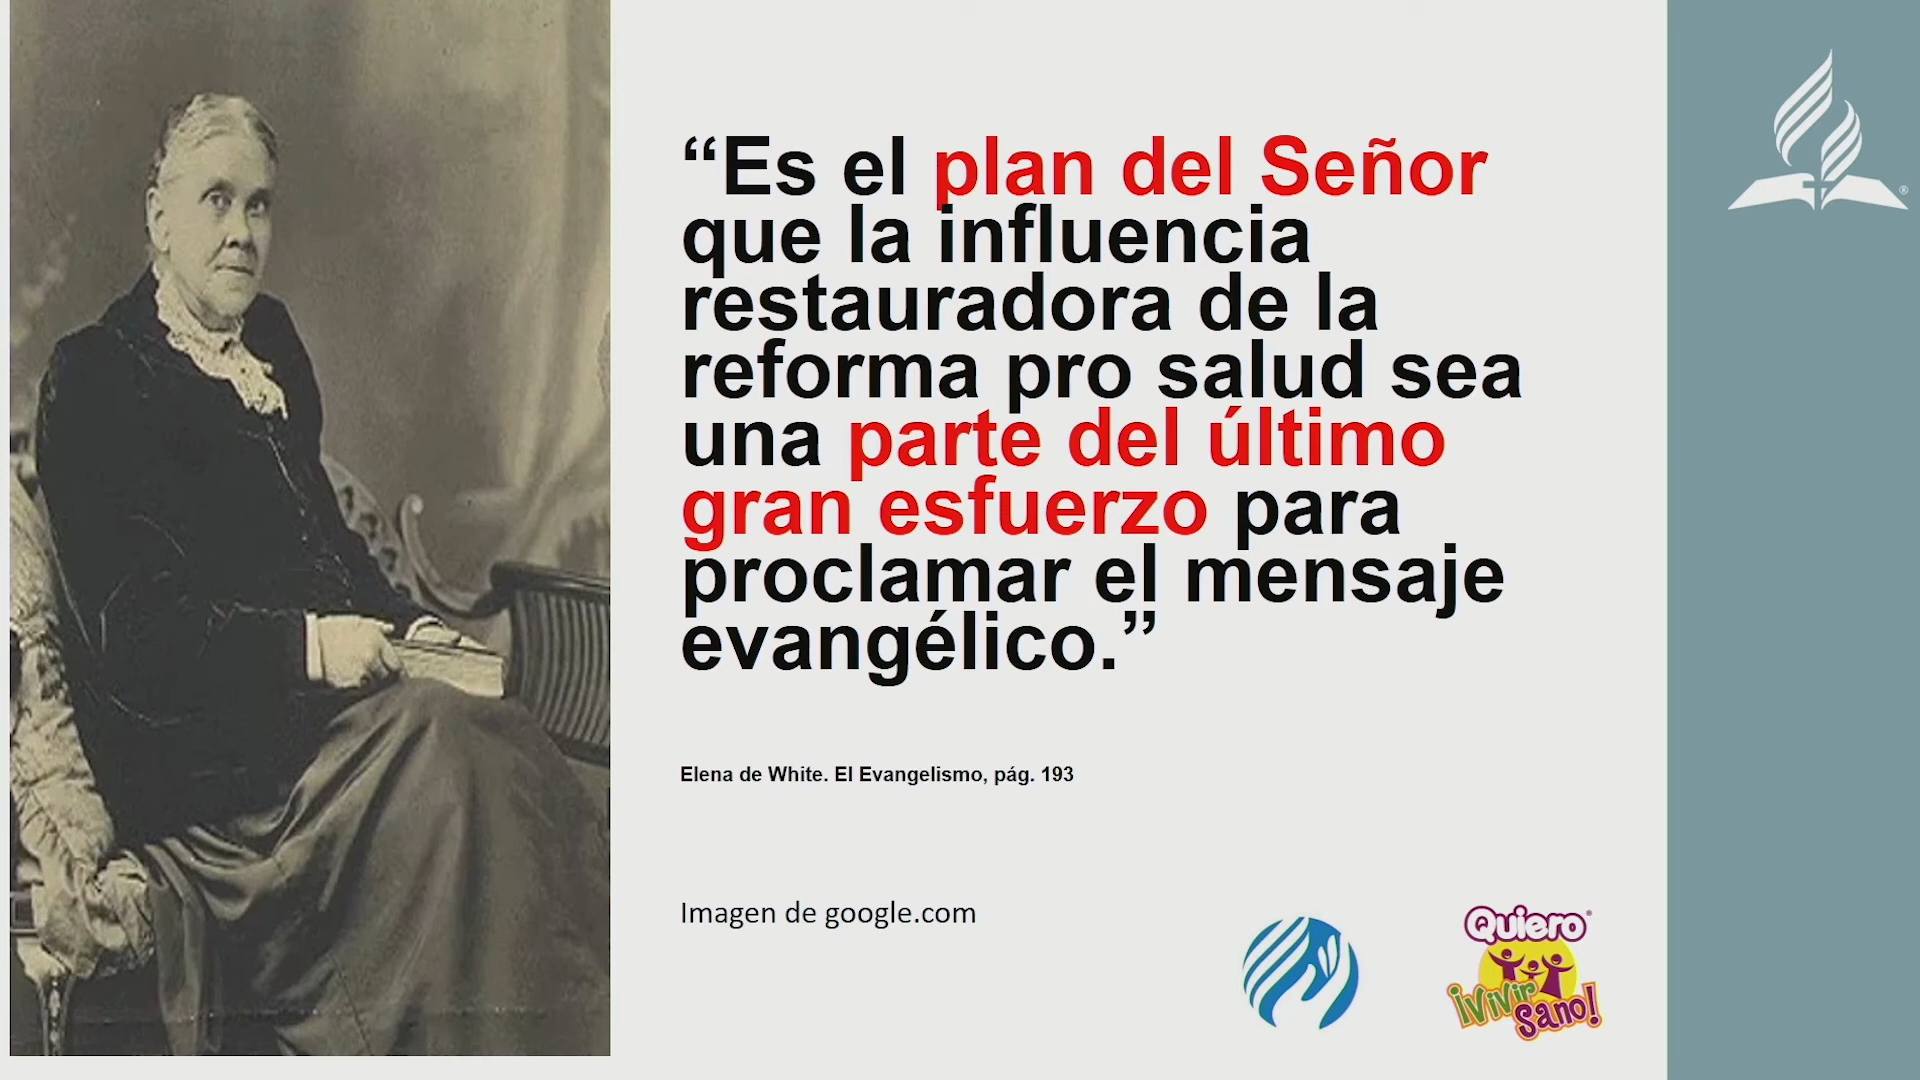 “Es el plan del Señor
que la influencia
restauradora de la
reforma pro salud sea
una parte del último
gran esfuerzo para
proclamar el mensaje
evangélico.”
Elena de White. El Evangelismo, pág. 193
Imagen de google.com
Quiero
¡Vivir
Sano!
®